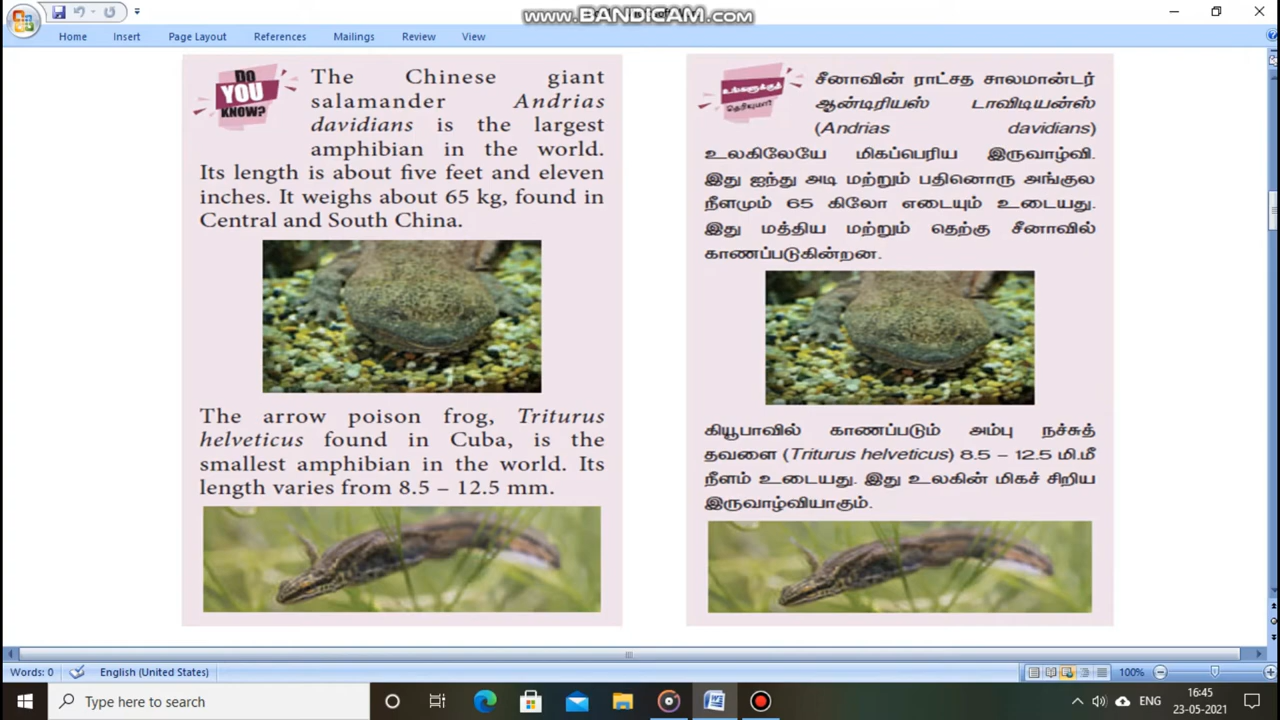 www.BANDICAM.com
Home Insert Page Layout References Mailings Review View
DO
YOU
KNOW?
The Chinese giant
salamander Andrias
davidians is the largest
amphibian in the world.
Its length is about five feet and eleven
inches. It weighs about 65 kg, found in
Central and South China.
The arrow poison frog, Triturus
helveticus found in Cuba, is the
smallest amphibian in the world. Its
length varies from 8.5 – 12.5 mm.
உங்களுக்குத்
தெரியுமா?
சீனாவின் ராட்சத சாலமாண்டர்
ஆன்டிரியஸ் டாவிடியன்ஸ்
(Andrias davidians)
உலகிலேயே மிகப்பெரிய இருவாழ்வி.
இது ஐந்து அடி மற்றும் பதினொரு அங்குல
நீளமும் 65 கிலோ எடையும் உடையது.
இது மத்திய மற்றும் தெற்கு சீனாவில்
காணப்படுகின்றன.
கியூபாவில் காணப்படும் அம்பு நச்சுத்
தவளை (Triturus helveticus) 8.5 – 12.5 மி.மீ
நீளம் உடையது. இது உலகின் மிகச் சிறிய
இருவாழ்வியாகும்.
Words: 0 English (United States) 100%
Type here to search
ENG
16:45
23-05-2021